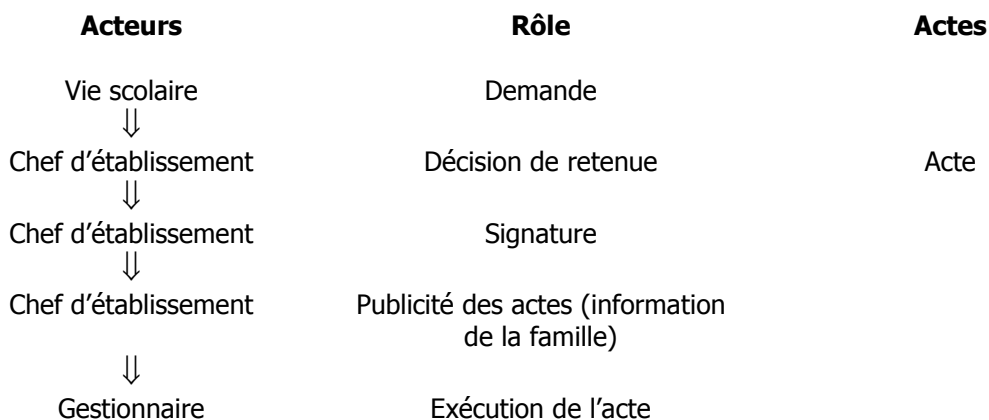 Acteurs Rôle Actes
Vie scolaire Demande
⇓
Chef d’établissement Décision de retenue Acte
⇓
Chef d’établissement Signature
⇓
Chef d’établissement Publicité des actes (information
de la famille)
⇓
Gestionnaire Exécution de l’acte